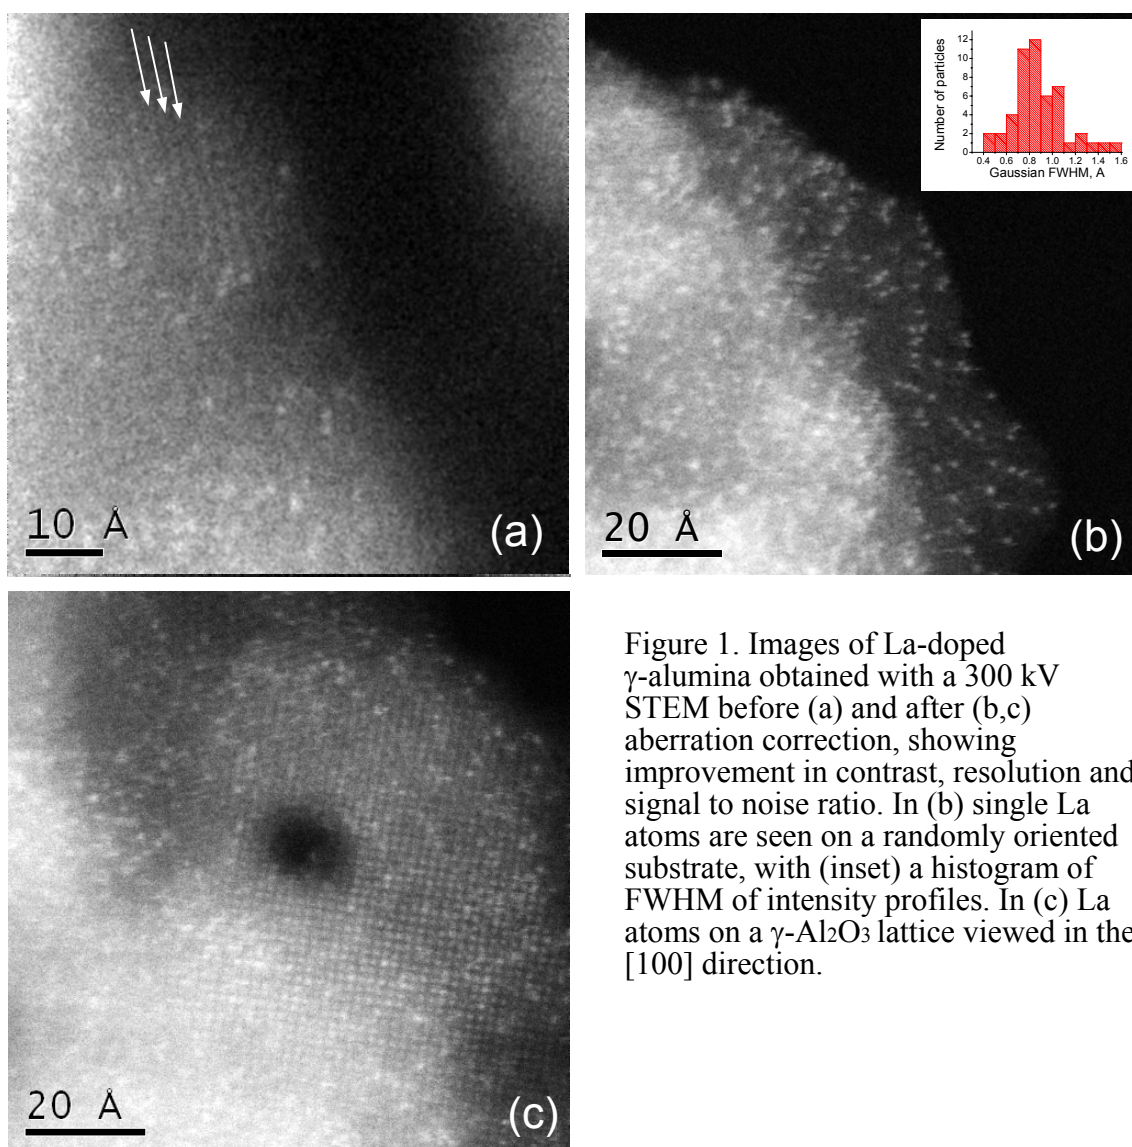 10 Å
(a)
20 Å
(b)
Number of particles
12
10
8
6
4
2
0
0.4 0.6 0.8 1.0 1.2 1.4 1.6
Gaussian FWHM, A
20 Å
(c)
Figure 1. Images of La-doped
γ-alumina obtained with a 300 kV
STEM before (a) and after (b,c)
aberration correction, showing
improvement in contrast, resolution and
signal to noise ratio. In (b) single La
atoms are seen on a randomly oriented
substrate, with (inset) a histogram of
FWHM of intensity profiles. In (c) La
atoms on a γ-Al2O3 lattice viewed in the
[100] direction.